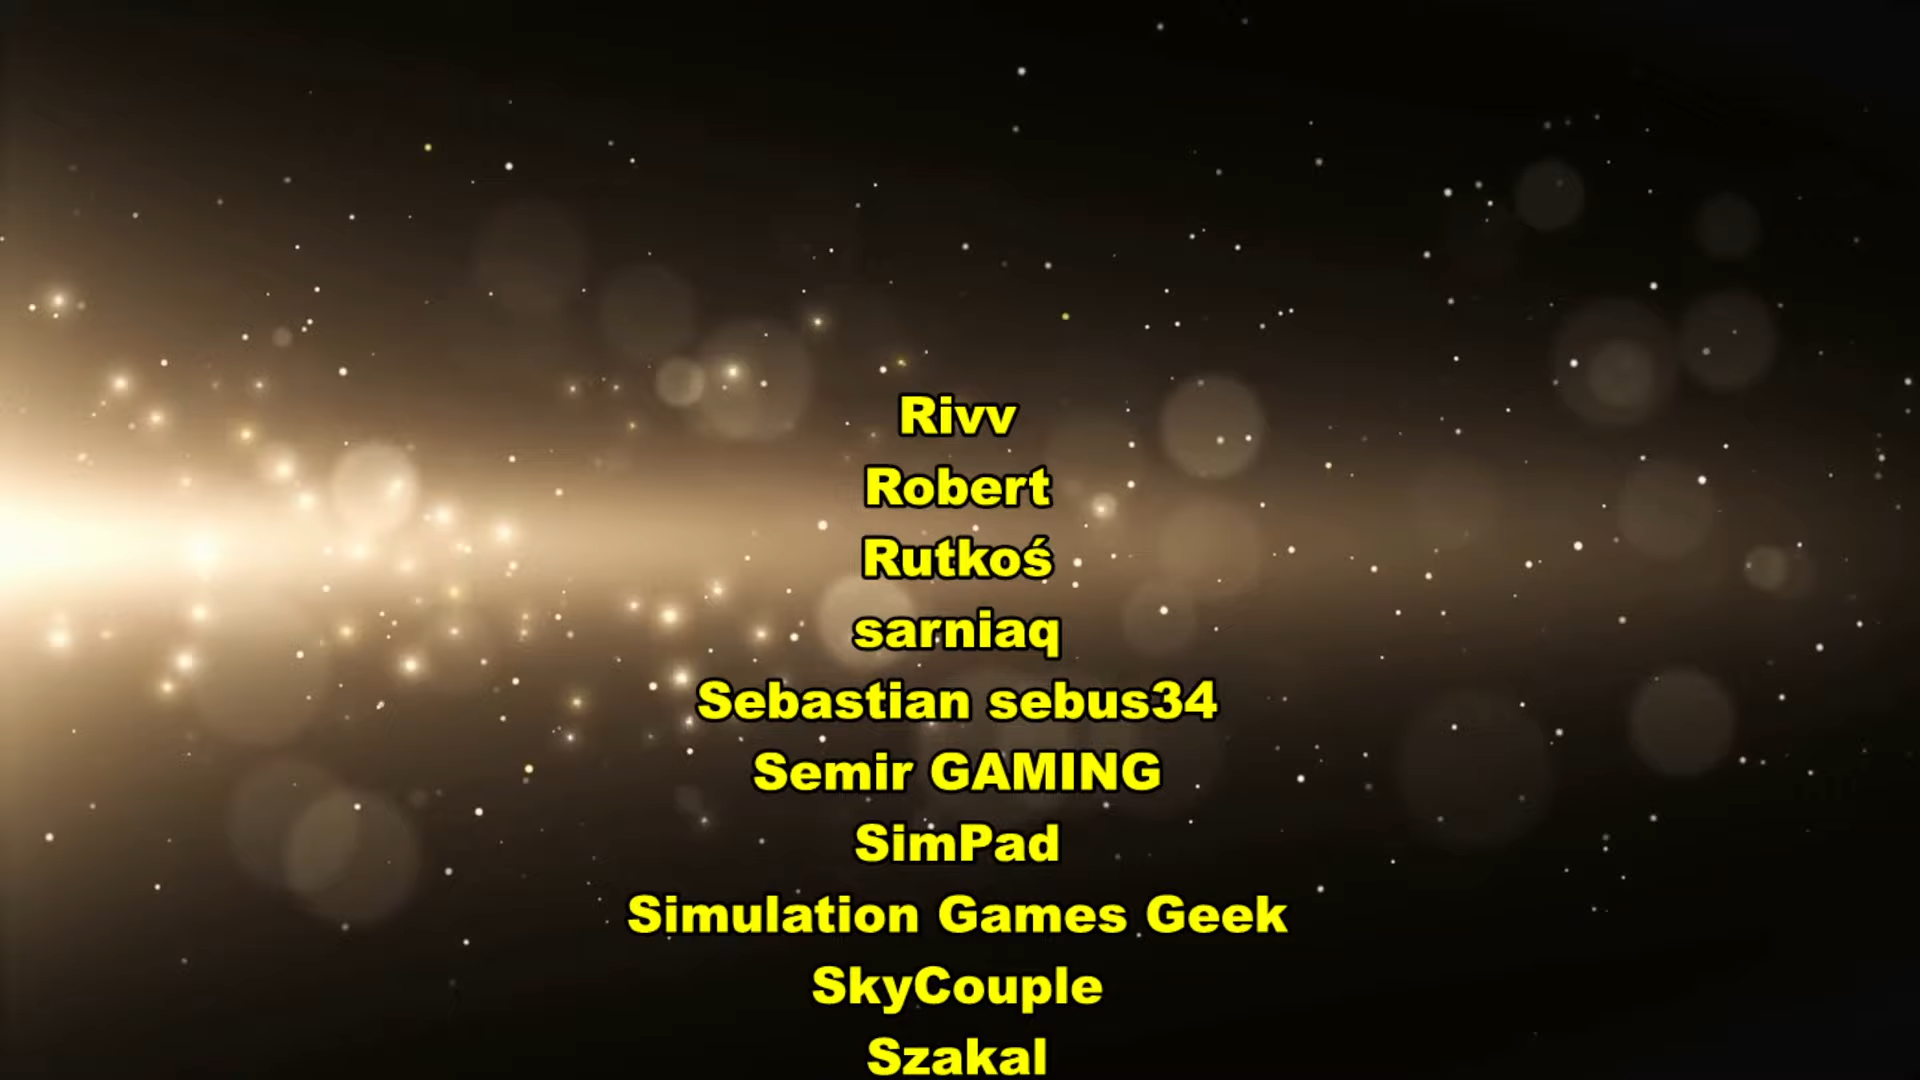 Rivv
Robert
Rutkoś
sarniaq
Sebastian sebus34
Semir GAMING
SimPad
Simulation Games Geek
SkyCouple
Szakal